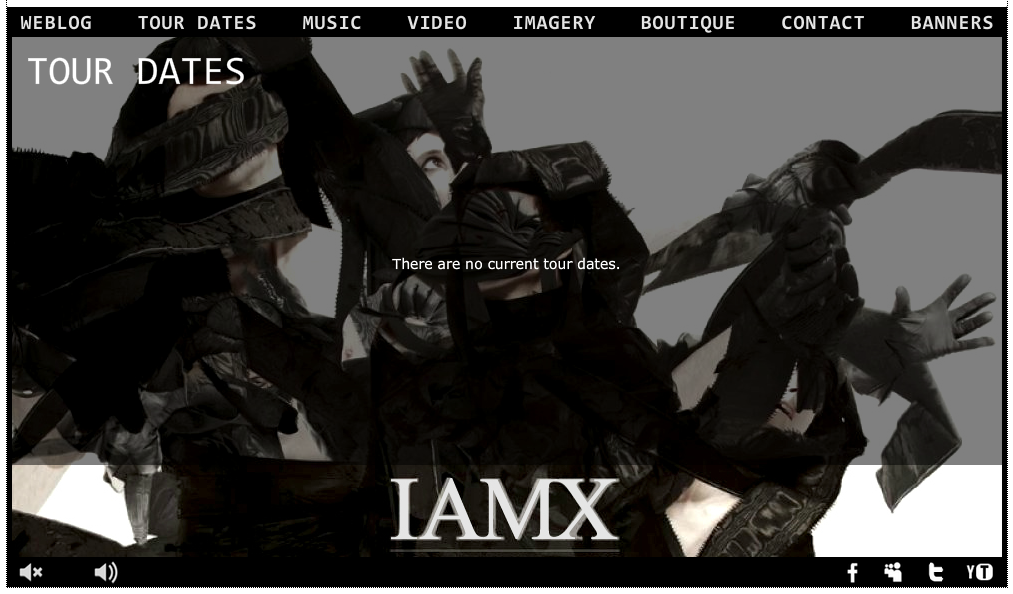 WEBLOG TOUR DATES MUSIC VIDEO IMAGERY BOUTIQUE CONTACT BANNERS
TOUR DATES
There are no current tour dates.
IAMX